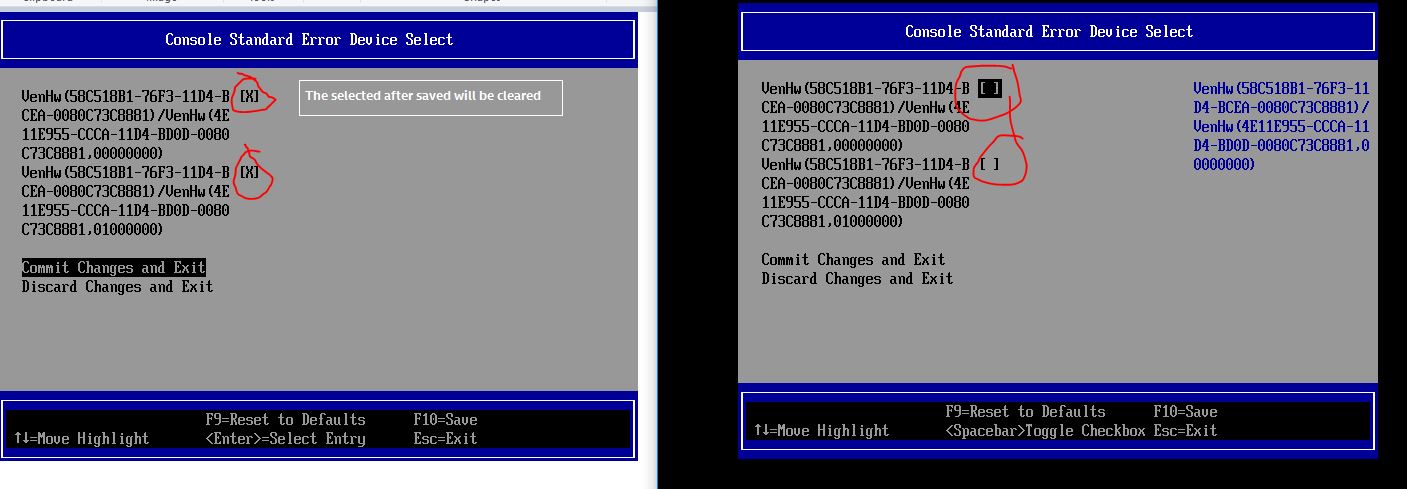 Console Standard Error Device Select
VenHw(58C518B1-76F3-11D4-B [X]
CEA-0080C73C8881)/VenHw(4E
11E955-CCCA-11D4-BD0D-0080
C73C8881,00000000)
VenHw(58C518B1-76F3-11D4-B [X]
CEA-0080C73C8881)/VenHw(4E
11E955-CCCA-11D4-BD0D-0080
C73C8881,01000000)
The selected after saved will be cleared
Commit Changes and Exit
Discard Changes and Exit
F9=Reset to Defaults F10=Save
↑↓=Move Highlight <Enter>=Select Entry Esc=Exit
Console Standard Error Device Select
VenHw(58C518B1-76F3-11D4-B [ ]
CEA-0080C73C8881)/VenHw(4E
11E955-CCCA-11D4-BD0D-0080
C73C8881,00000000)
VenHw(58C518B1-76F3-11D4-B [ ]
CEA-0080C73C8881)/VenHw(4E
11E955-CCCA-11D4-BD0D-0080
C73C8881,01000000)
VenHw(58C518B1-76F3-11
D4-BCEA-0080C73C8881)/
VenHw(4E11E955-CCCA-11
D4-BD0D-0080C73C8881,0
0000000)
Commit Changes and Exit
Discard Changes and Exit
F9=Reset to Defaults F10=Save
↑↓=Move Highlight <Spacebar>Toggle Checkbox Esc=Exit